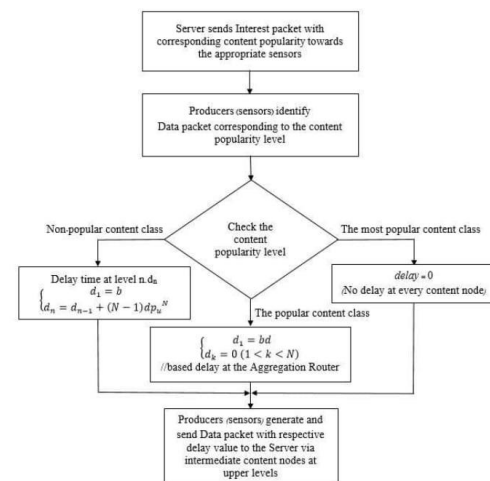 Server sends Interest packet with
corresponding content popularity towards
the appropriate sensors
Producers (sensors) identify
Data packet corresponding to the content
popularity level
Check the
content
popularity level
Non-popular content class
The most popular content class
Delay time at level n.dₙ
{d₁ = b
dₙ = dₙ₋₁ + (N − 1)dpᵤᴺ
delay = 0
(No delay at every content node)
The popular content class
{d₁ = bd
dₖ = 0 (1 < k < N)
//based delay at the Aggregation Router
Producers (sensors) generate and
send Data packet with respective
delay value to the Server via
intermediate content nodes at
upper levels